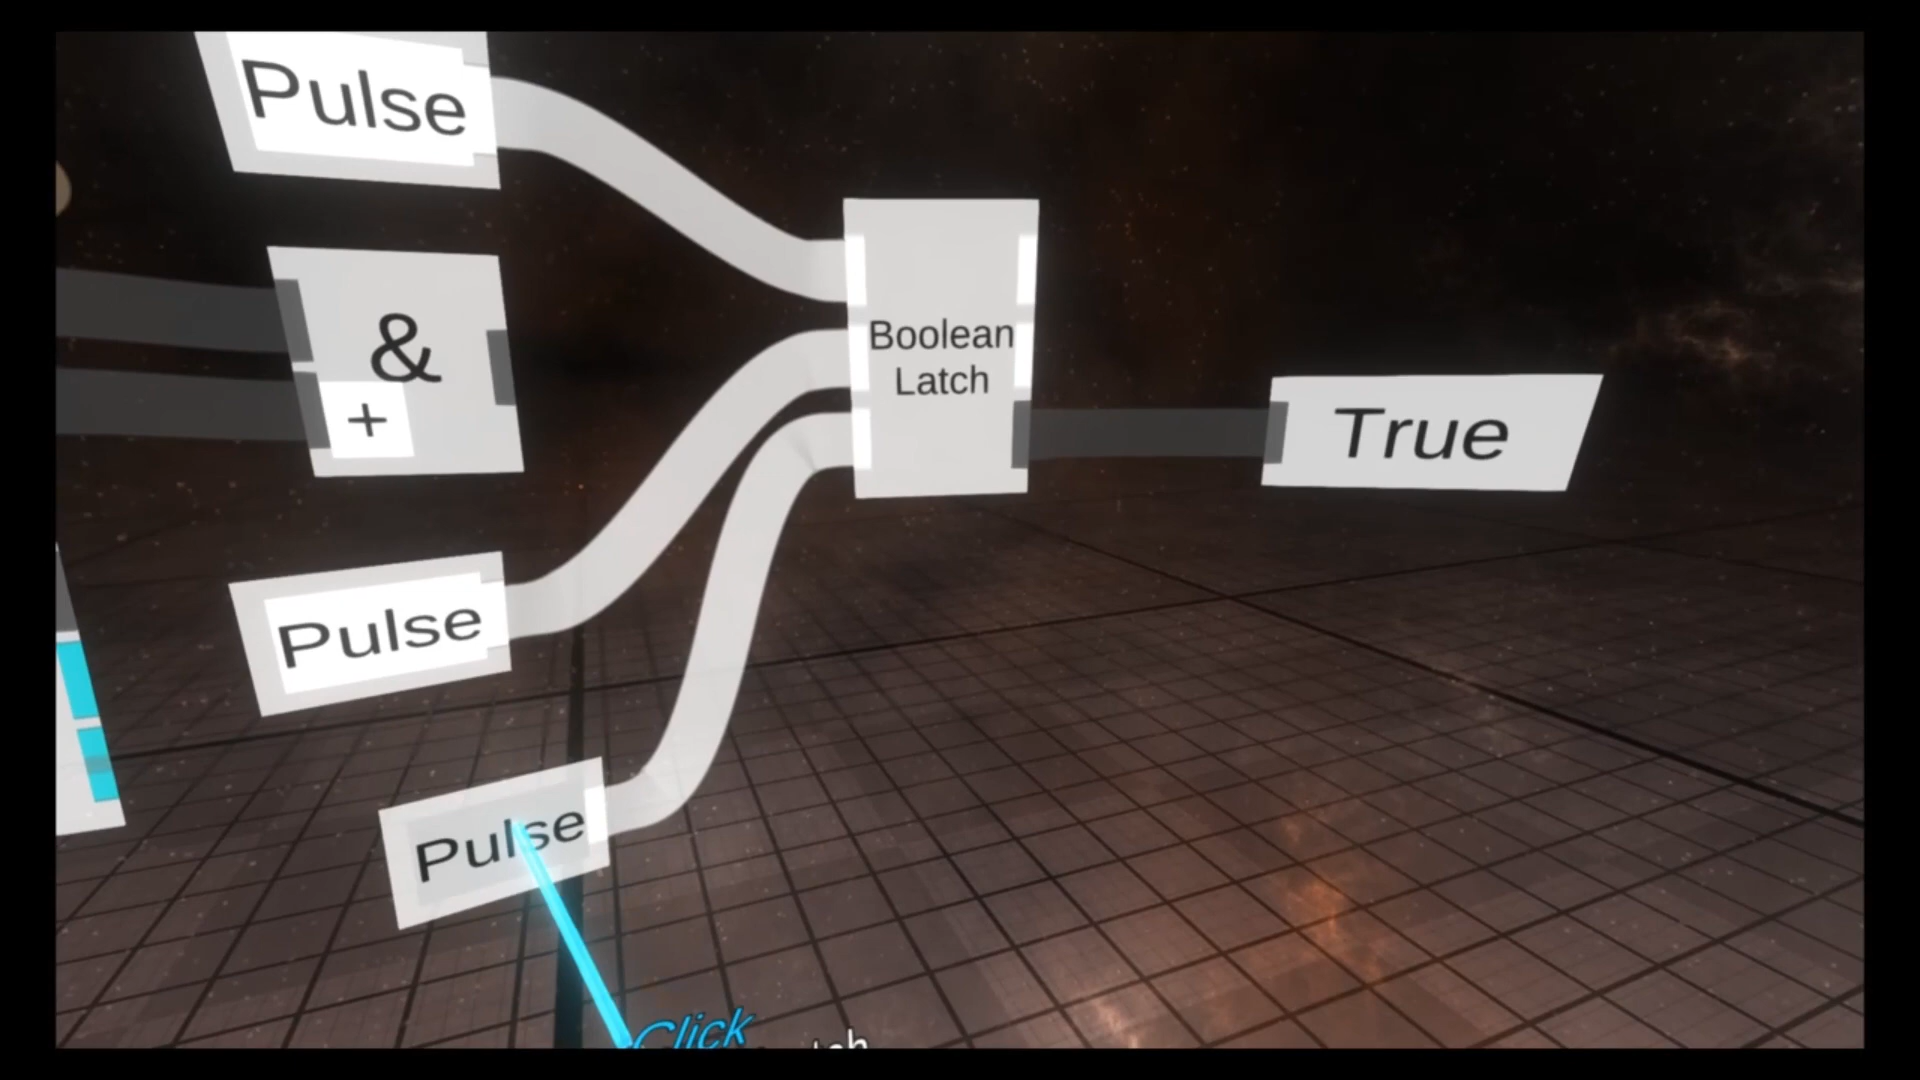 Pulse
&
+
Boolean
Latch
True
Pulse
Pulse
Click